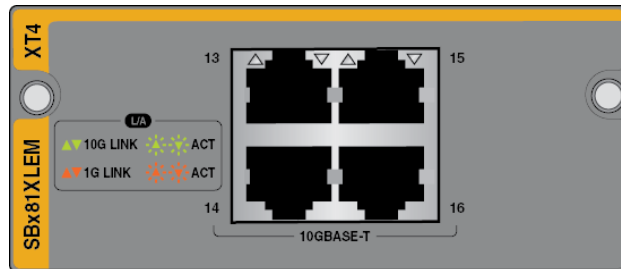 XT4
SBx81XLEM
13
15
L/A
10G LINK ACT
1G LINK ACT
14
16
10GBASE-T